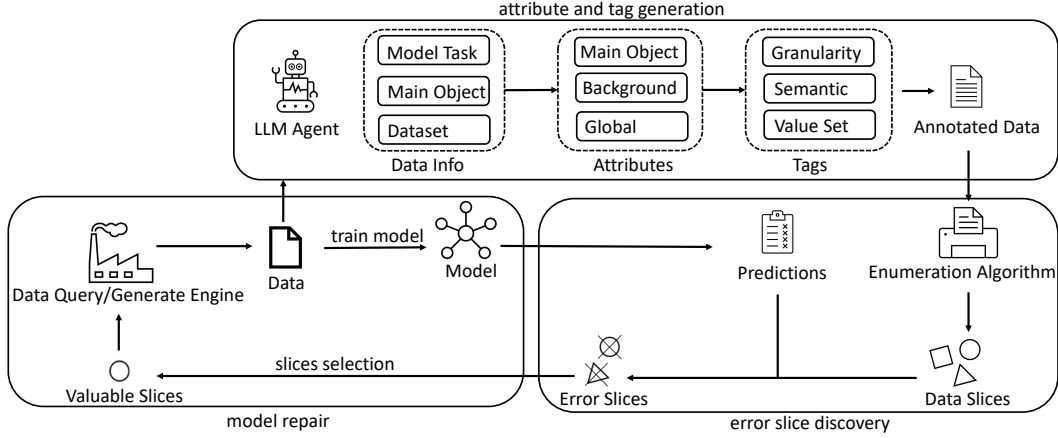 attribute and tag generation
LLM Agent
Model Task
Main Object
Dataset
Data Info
Main Object
Background
Global
Attributes
Granularity
Semantic
Value Set
Tags
Annotated Data
Data Query/Generate Engine
Data
train model
Model
Predictions
Enumeration Algorithm
Valuable Slices
slices selection
Error Slices
Data Slices
model repair
error slice discovery